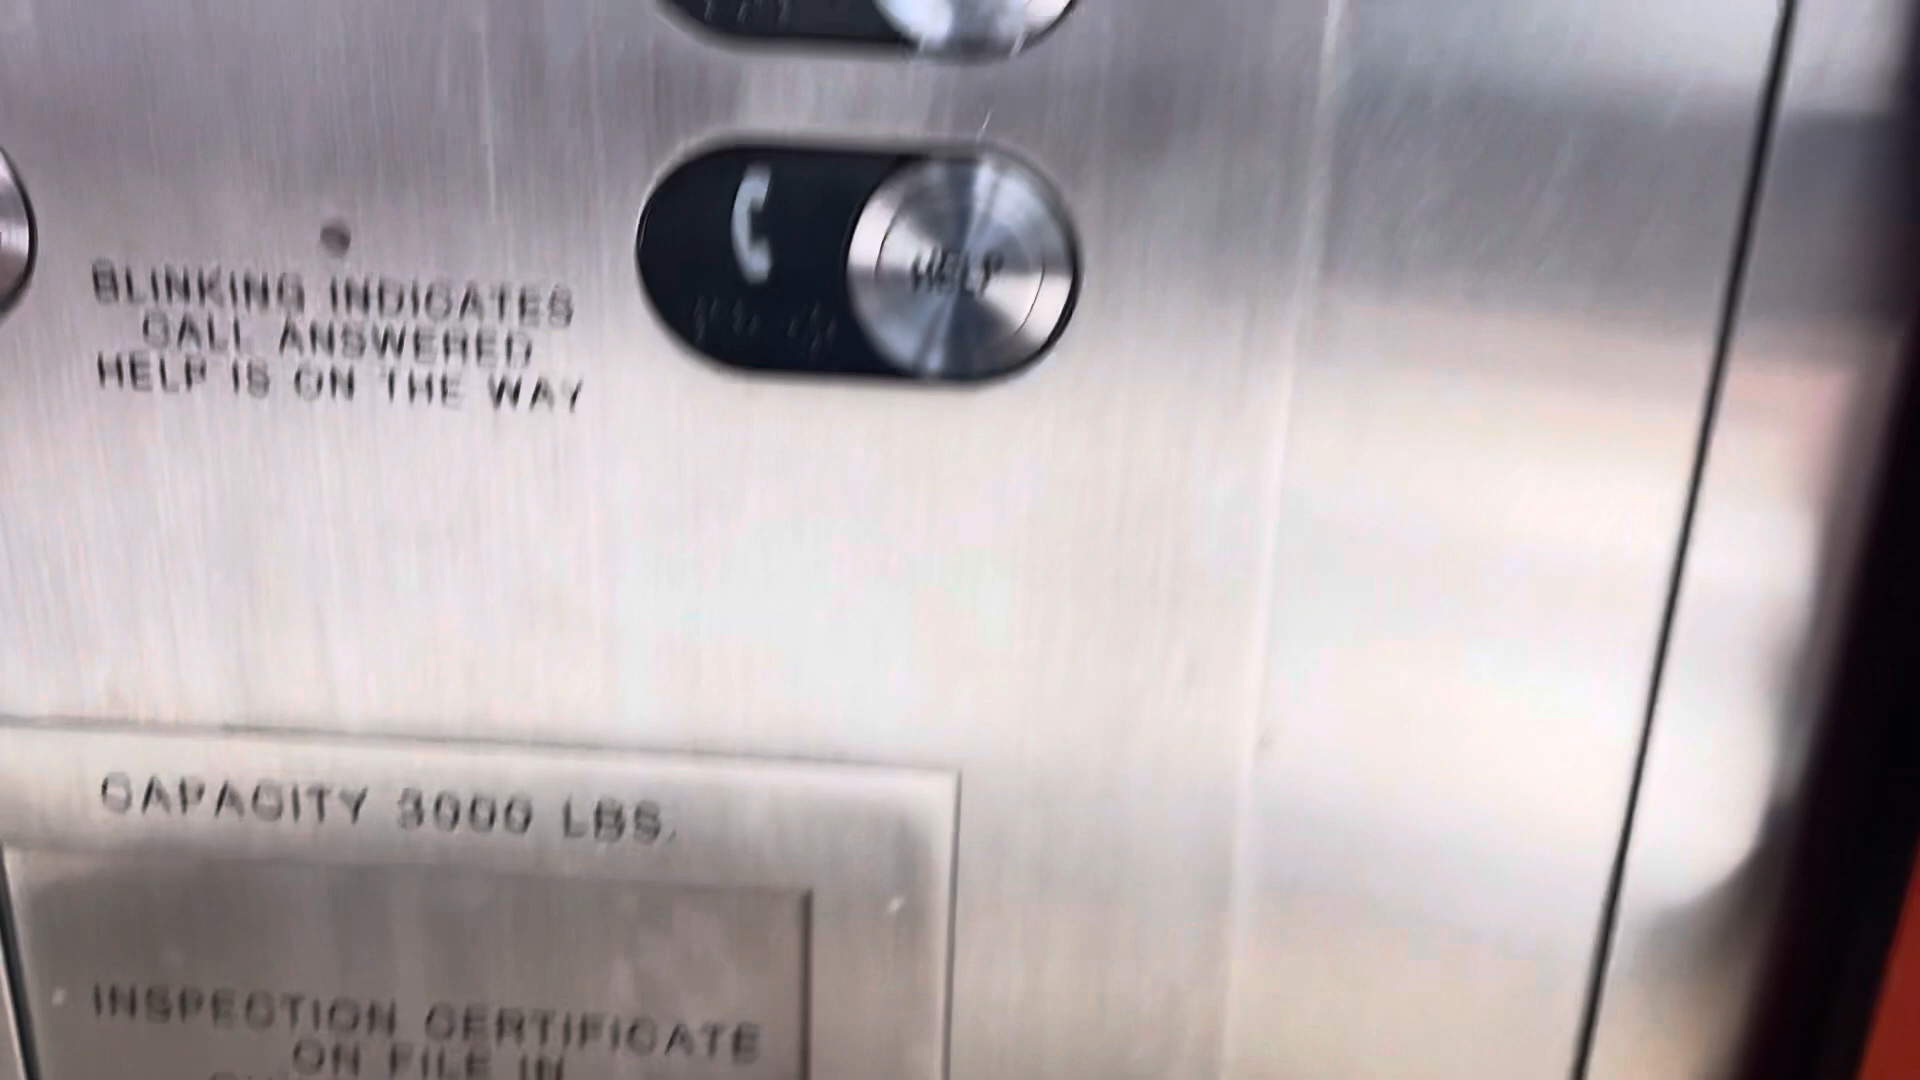 BLINKING INDICATES
CALL ANSWERED
HELP IS ON THE WAY
HELP
CAPACITY 3000 LBS.
INSPECTION CERTIFICATE
ON FILE IN